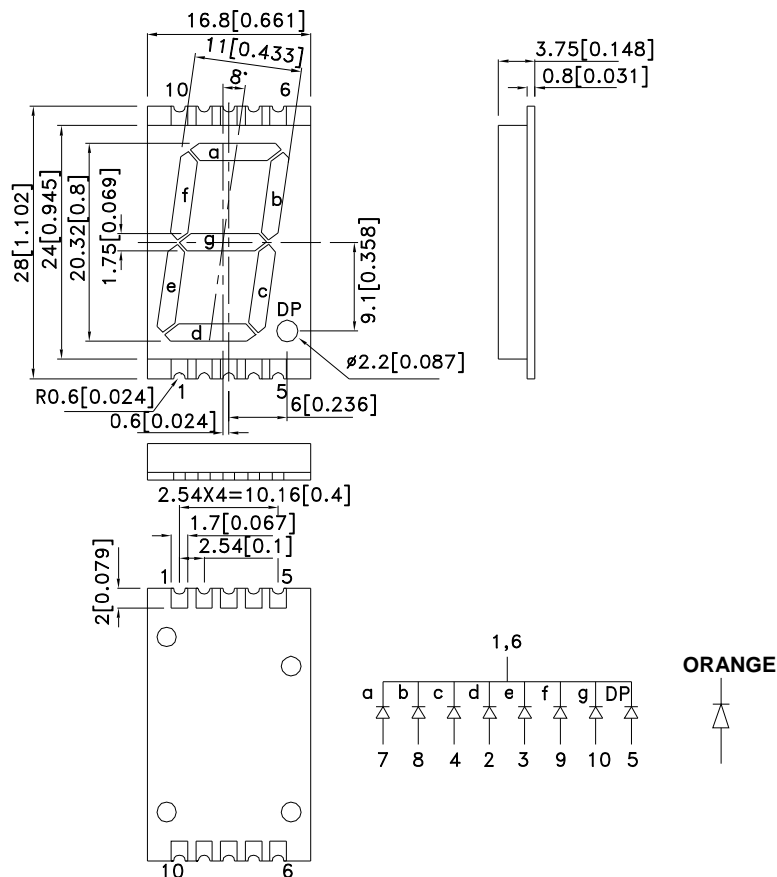 16.8[0.661]
11[0.433]
8°
10 6
3.75[0.148]
0.8[0.031]
28[1.102]
24[0.945]
20.32[0.8]
1.75[0.069]
a
f
b
g
e
c
d
DP
9.1[0.358]
ø2.2[0.087]
R0.6[0.024]
1 5
0.6[0.024]
6[0.236]
2.54X4=10.16[0.4]
1.7[0.067]
2.54[0.1]
1 5
2[0.079]
10 6
1,6
a b c d e f g DP
7 8 4 2 3 9 10 5
ORANGE